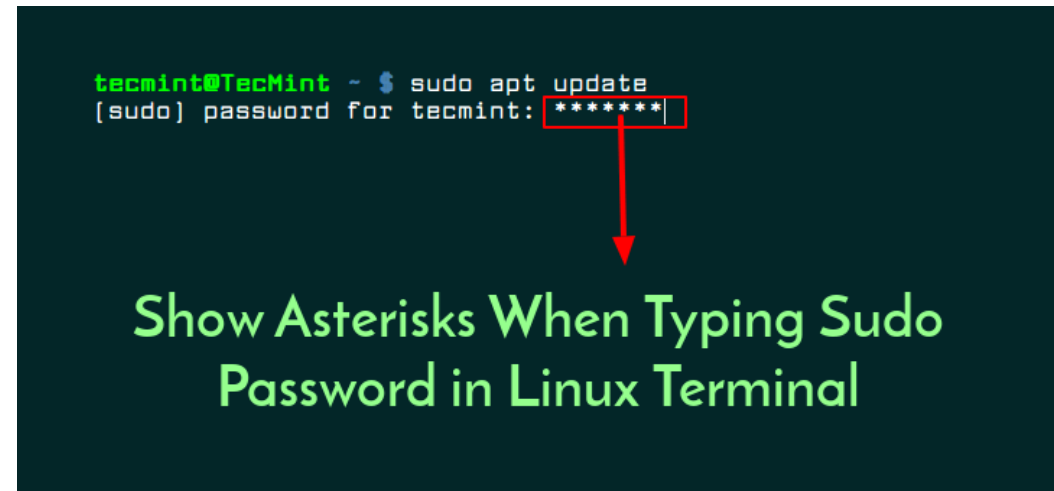 tecmint@TecMint ~ $ sudo apt update
[sudo] password for tecmint: *******
Show Asterisks When Typing Sudo
Password in Linux Terminal